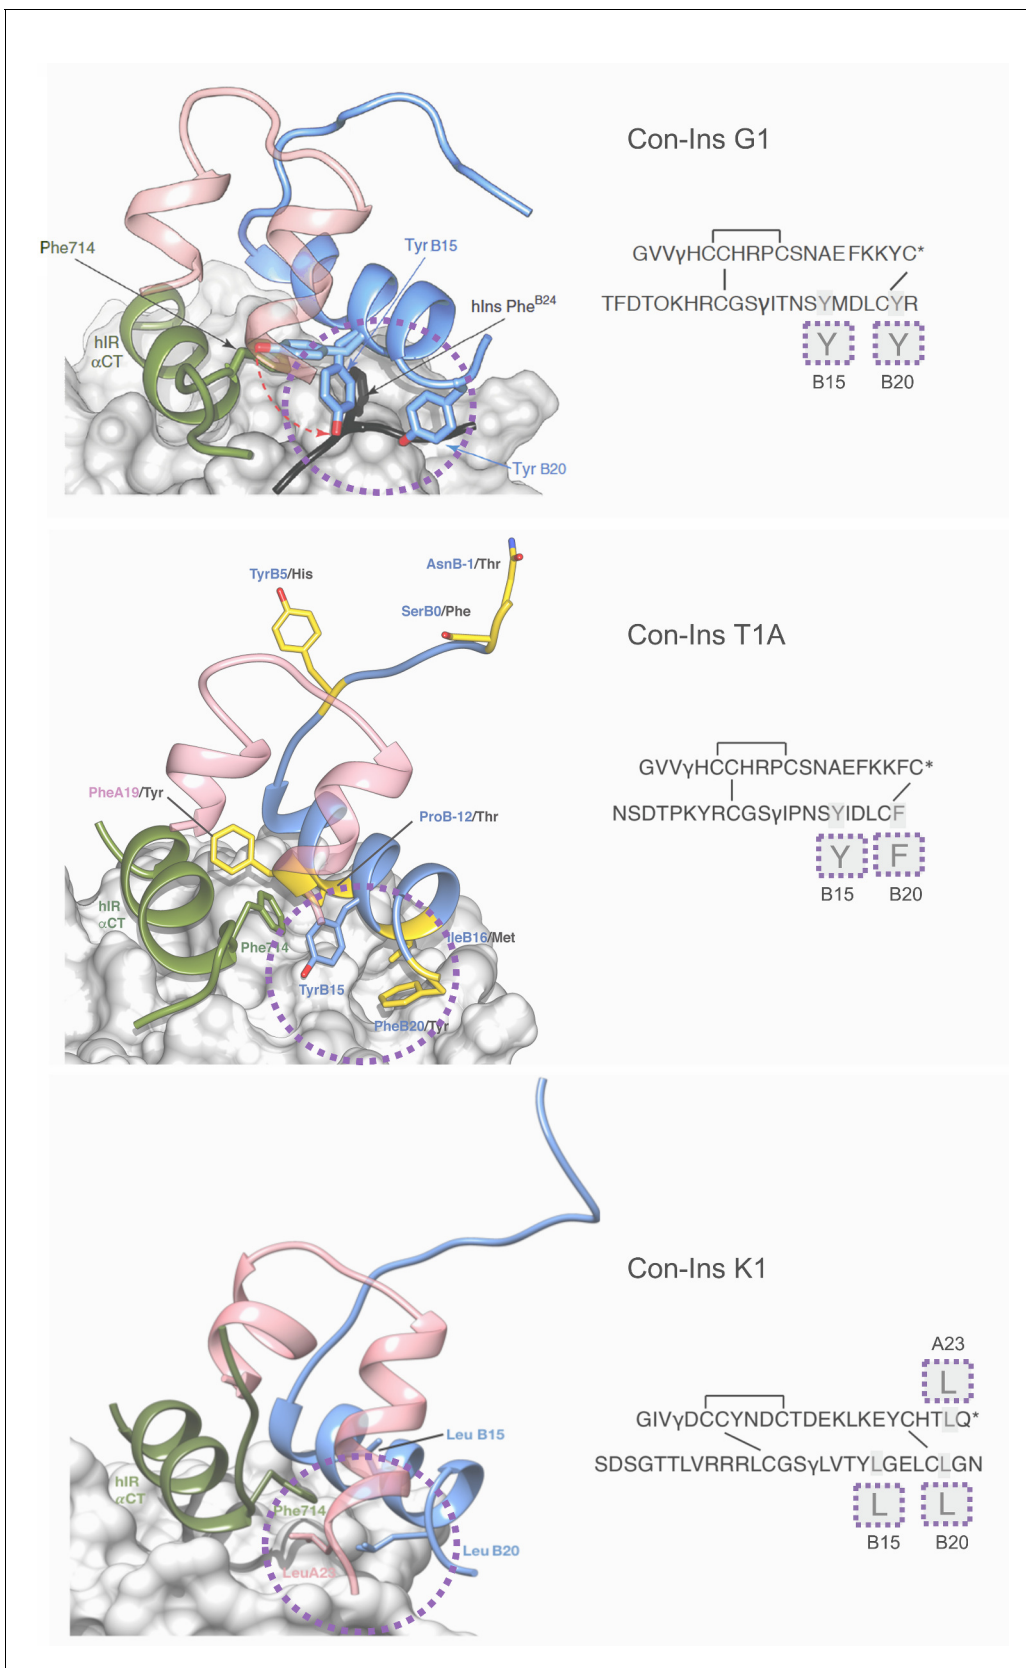 Con-Ins G1
Phe714
Tyr B15
hIns Phe^B24
hIR
αCT
Tyr B20
GVVγHCCHRPCSNAEFKKYC*
TFDTOKHRCGSγITNSYMDLCYR
Y Y
B15 B20
AsnB-1/Thr
TyrB5/His
SerB0/Phe
Con-Ins T1A
PheA19/Tyr
ProB-12/Thr
hIR
αCT
Phe714
IleB16/Met
TyrB15
PheB20/Tyr
GVVγHCCHRPCSNAEFKKFC*
NSDTPKYRCGSγIPNSYIDLCF
Y F
B15 B20
Con-Ins K1
Leu B15
hIR
αCT
Phe714
Leu B20
LeuA23
A23
L
GIVγDCCYNDCTDEKLKEYCHTLQ*
SDSGTTLVRRRLCGSγLVTYLGELCLGN
L L
B15 B20